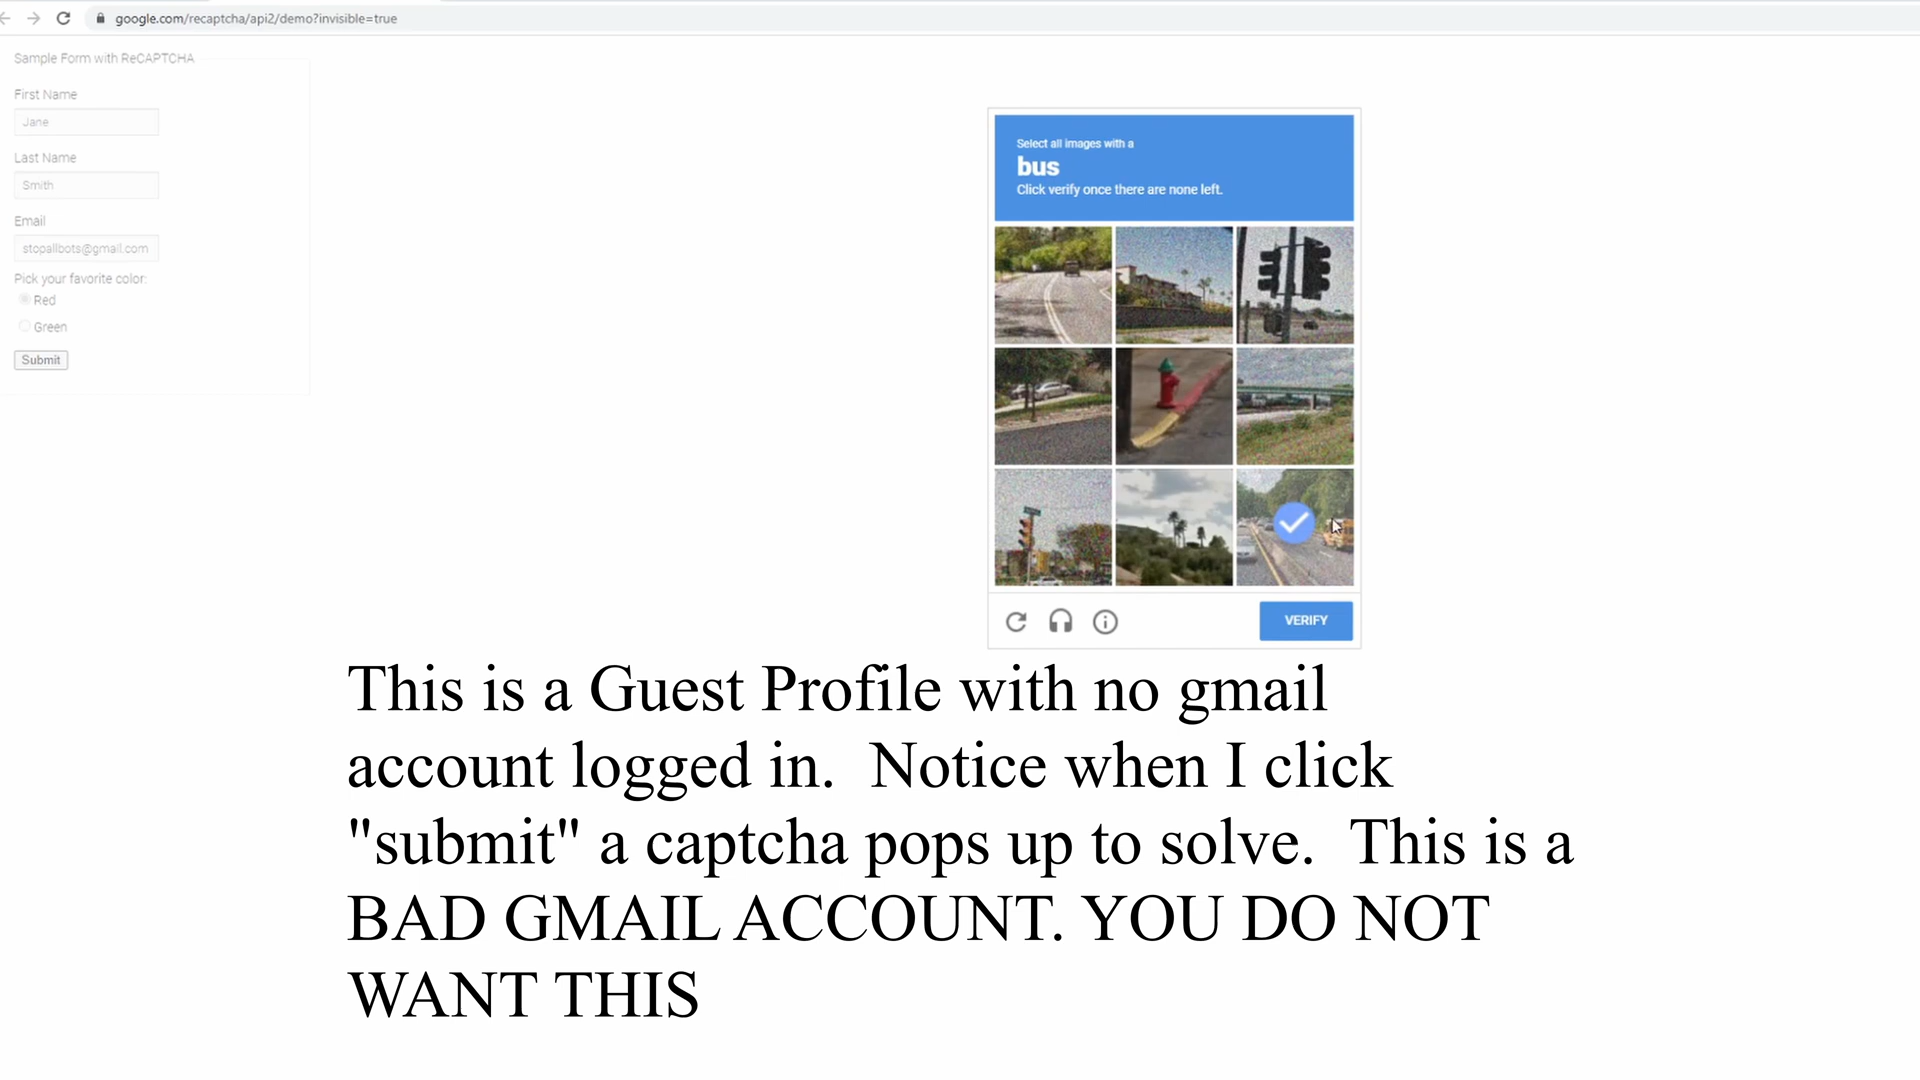 google.com/recaptcha/api2/demo?invisible=true
Sample Form with ReCAPTCHA
First Name
Jane
Last Name
Smith
Email
stopallbots@gmail.com
Pick your favorite color:
Red
Green
Submit
Select all images with a
bus
Click verify once there are none left.
VERIFY
This is a Guest Profile with no gmail
account logged in.  Notice when I click
"submit" a captcha pops up to solve.  This is a
BAD GMAIL ACCOUNT. YOU DO NOT
WANT THIS